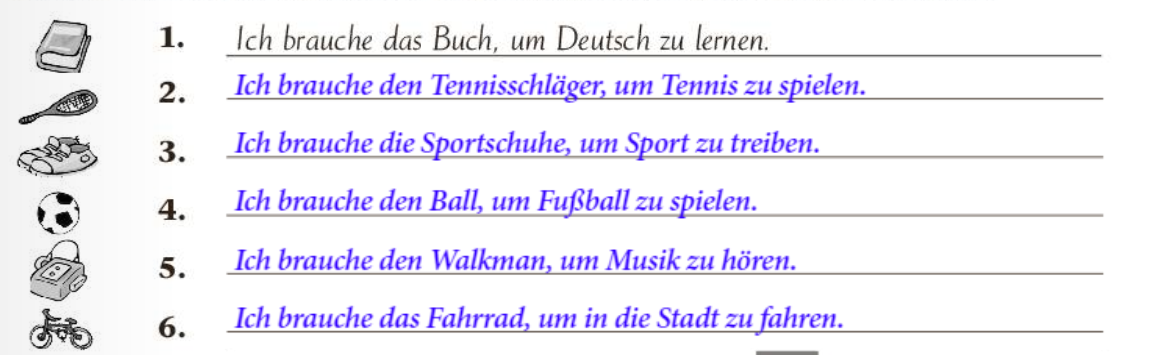 1. Ich brauche das Buch, um Deutsch zu lernen.
2. Ich brauche den Tennisschläger, um Tennis zu spielen.
3. Ich brauche die Sportschuhe, um Sport zu treiben.
4. Ich brauche den Ball, um Fußball zu spielen.
5. Ich brauche den Walkman, um Musik zu hören.
6. Ich brauche das Fahrrad, um in die Stadt zu fahren.